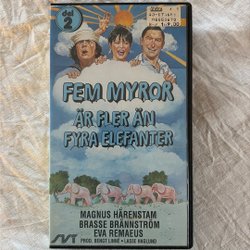 del 2
FEM MYROR
ÄR FLER ÄN
FYRA ELEFANTER
MAGNUS HÄRENSTAM
BRASSE BRÄNNSTRÖM
EVA REMAEUS
PROD. BENGT LINNÉ • LASSE HAGLUND
SVT